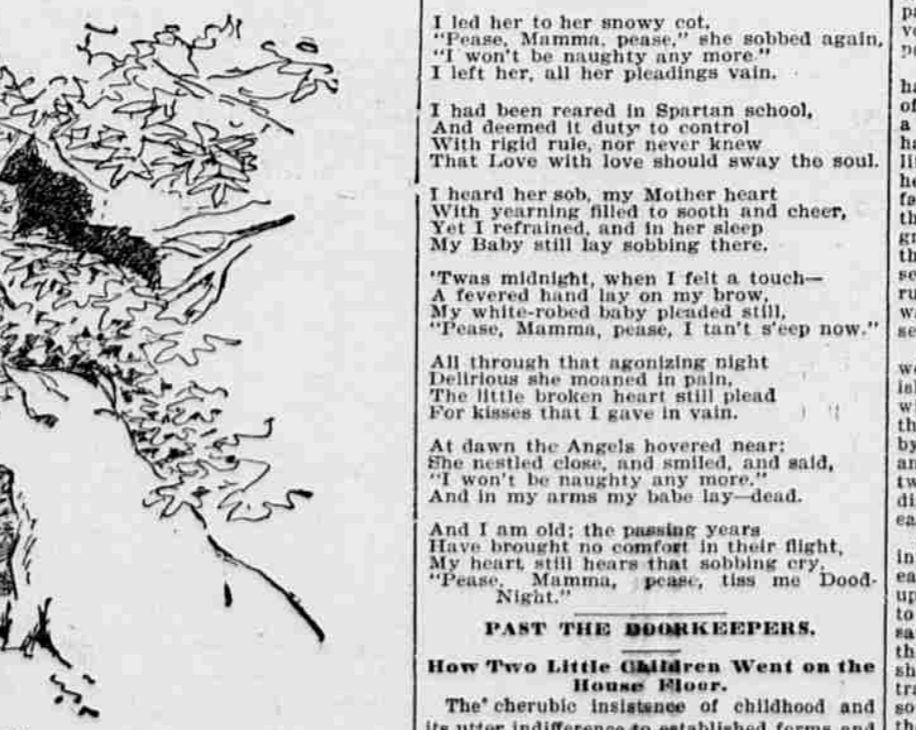 I led her to her snowy cot,
"Pease, Mamma, pease," she sobbed again,
"I won't be naughty any more."
I left her, all her pleadings vain.
I had been reared in Spartan school,
And deemed it duty to control
With rigid rule, nor never knew
That Love with love should sway the soul.
I heard her sob, my Mother heart
With yearning filled to sooth and cheer,
Yet I refrained, and in her sleep
My Baby still lay sobbing there.
'Twas midnight, when I felt a touch—
A fevered hand lay on my brow,
My white-robed baby pleaded still,
"Pease, Mamma, pease, I tan't s'eep now."
All through that agonizing night
Delirious she moaned in pain,
The little broken heart still plead
For kisses that I gave in vain.
At dawn the Angels hovered near;
She nestled close, and smiled, and said,
"I won't be naughty any more."
And in my arms my babe lay—dead.
And I am old; the passing years
Have brought no comfort in their flight,
My heart still hears that sobbing cry,
"Pease, Mamma, pease, tiss me Dood-
Night."
PAST THE DOORKEEPERS.
How Two Little Children Went on the
House Floor.
The cherubic insistance of childhood and
its utter indifference to established forms and